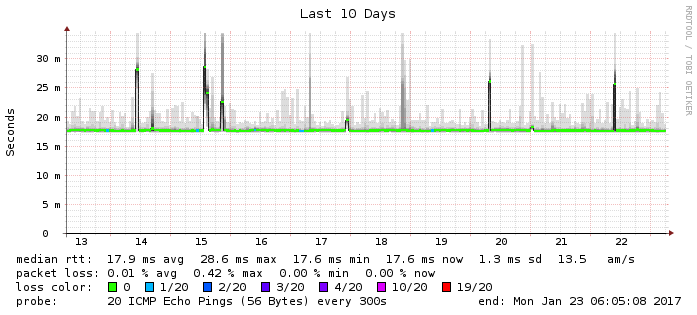 Last 10 Days
RRDTOOL / TOBI OETIKER
Seconds
30 m
25 m
20 m
15 m
10 m
5 m
0
13 14 15 16 17 18 19 20 21 22
median rtt: 17.9 ms avg 28.6 ms max 17.6 ms min 17.6 ms now 1.3 ms sd 13.5 am/s
packet loss: 0.01 % avg 0.42 % max 0.00 % min 0.00 % now
loss color: 0 1/20 2/20 3/20 4/20 10/20 19/20
probe: 20 ICMP Echo Pings (56 Bytes) every 300s end: Mon Jan 23 06:05:08 2017